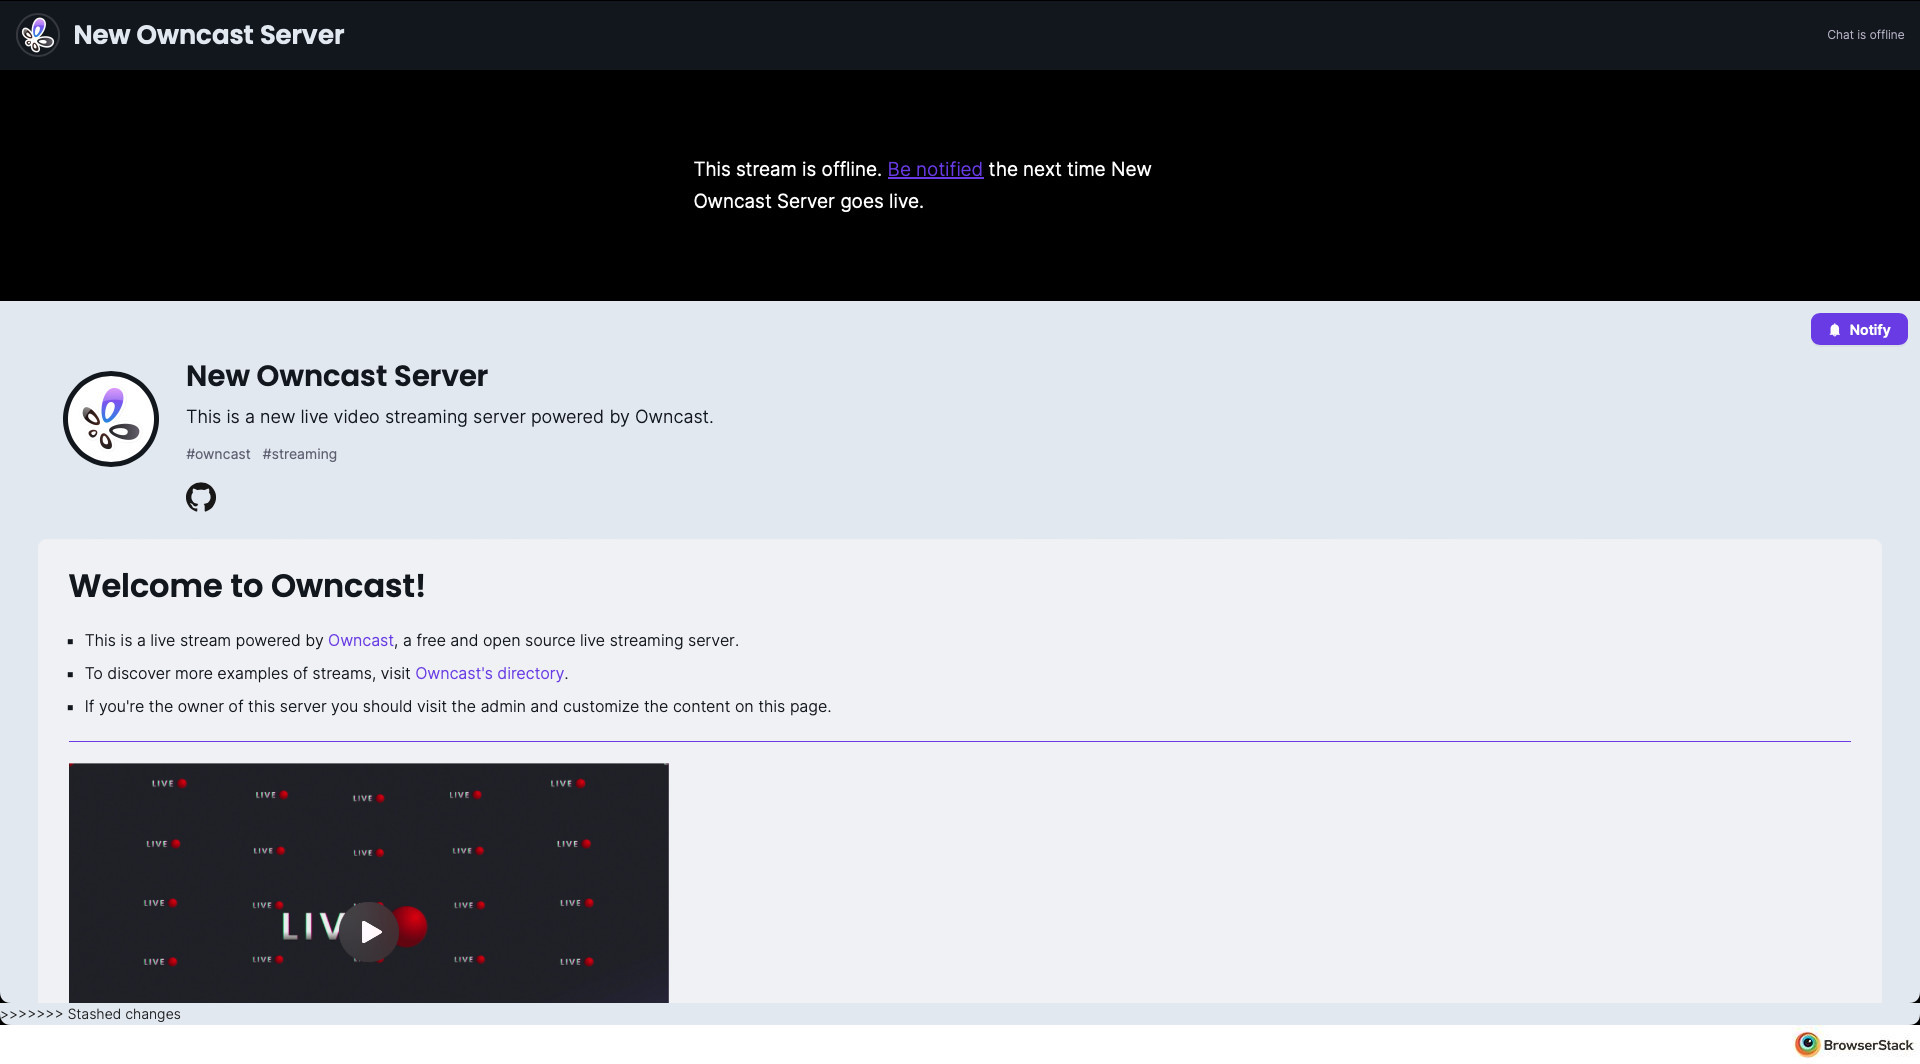 New Owncast Server
Chat is offline
This stream is offline. Be notified the next time New
Owncast Server goes live.
Notify
New Owncast Server
This is a new live video streaming server powered by Owncast.
#owncast #streaming
Welcome to Owncast!
This is a live stream powered by Owncast, a free and open source live streaming server.
To discover more examples of streams, visit Owncast's directory.
If you're the owner of this server you should visit the admin and customize the content on this page.
LIVE LIVE LIVE LIVE LIVE
LIVE LIVE LIVE LIVE LIVE
LIVE LIVE LIVE LIVE
LIV
LIVE LIVE LIVE LIVE
>>>>>>> Stashed changes
BrowserStack